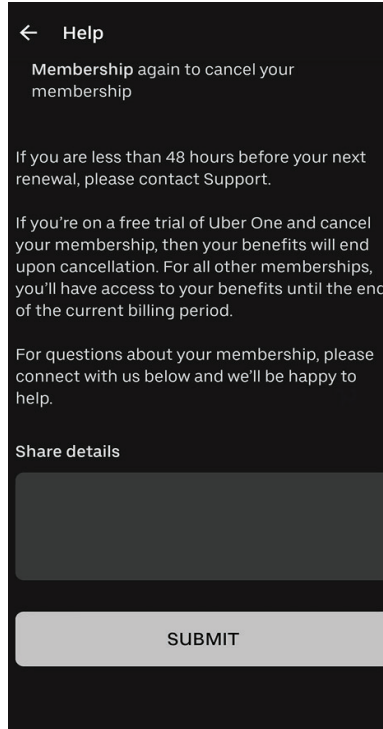 Help
Membership again to cancel your
membership
If you are less than 48 hours before your next
renewal, please contact Support.
If you’re on a free trial of Uber One and cancel
your membership, then your benefits will end
upon cancellation. For all other memberships,
you’ll have access to your benefits until the end
of the current billing period.
For questions about your membership, please
connect with us below and we’ll be happy to
help.
Share details
SUBMIT